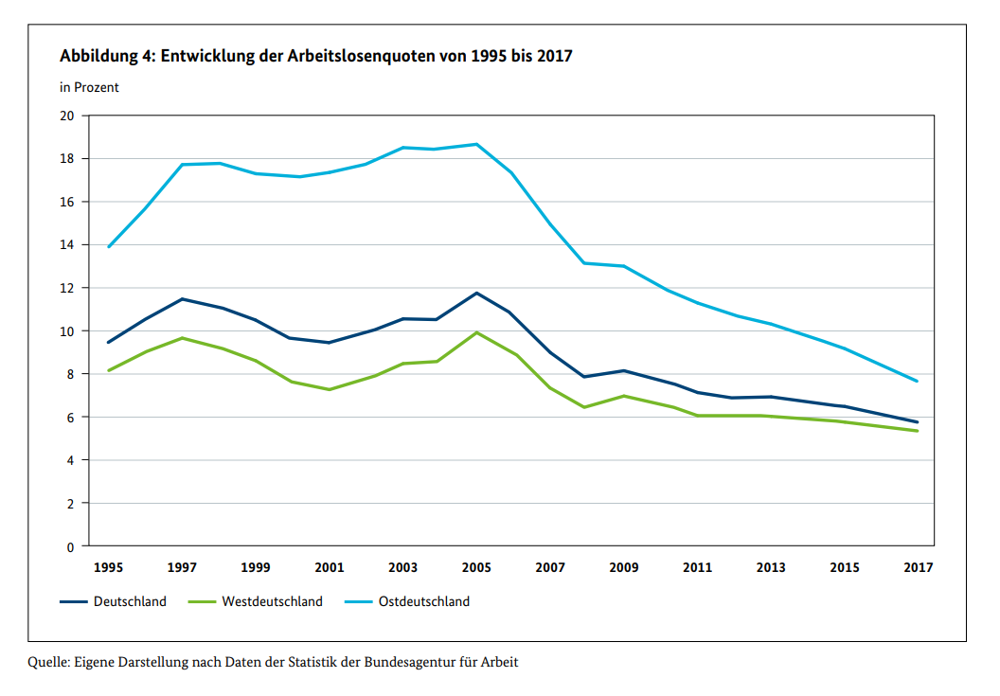 Abbildung 4: Entwicklung der Arbeitslosenquoten von 1995 bis 2017
in Prozent
20
18
16
14
12
10
8
6
4
2
0
1995 1997 1999 2001 2003 2005 2007 2009 2011 2013 2015 2017
Deutschland Westdeutschland Ostdeutschland
Quelle: Eigene Darstellung nach Daten der Statistik der Bundesagentur für Arbeit